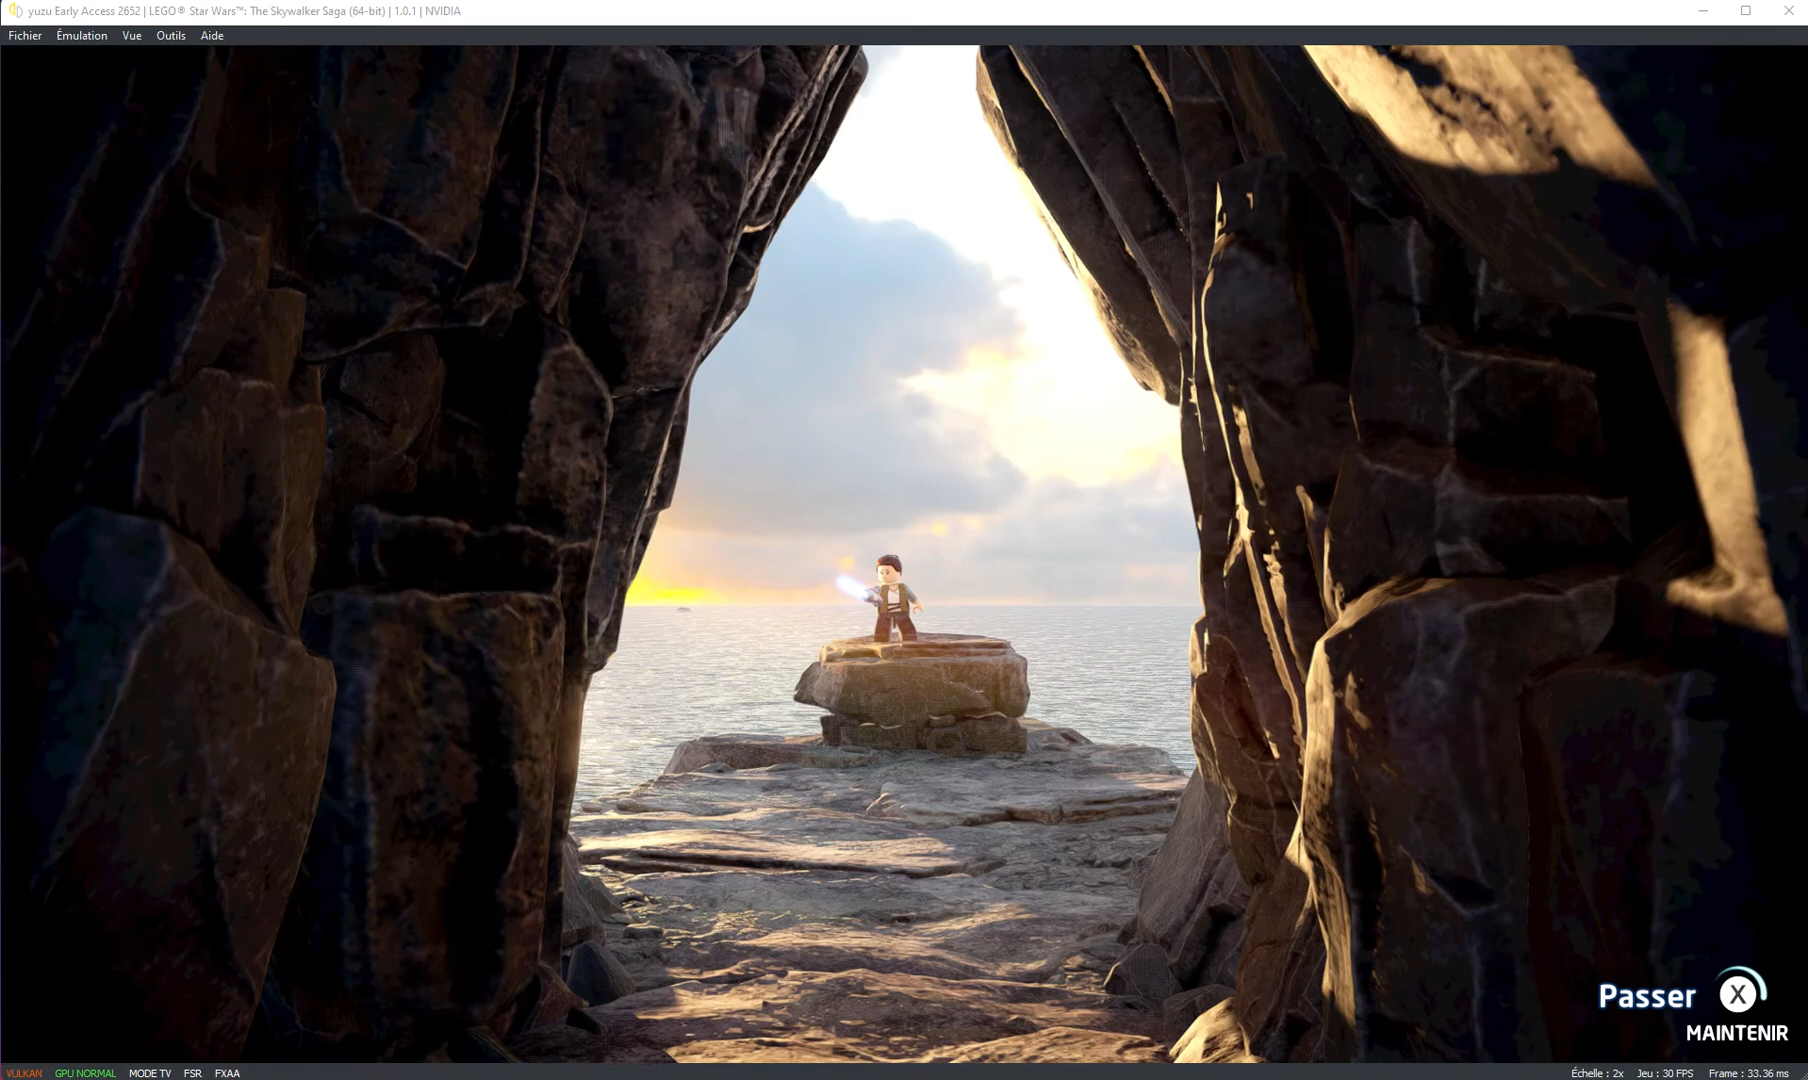 yuzu Early Access 2652 | LEGO® Star Wars™: The Skywalker Saga (64-bit) | 1.0.1 | NVIDIA
Fichier Émulation Vue Outils Aide
Passer X
MAINTENIR
VULKAN GPU NORMAL MODE TV FSR FXAA Échelle : 2x Jeu : 30 FPS Frame : 33.36 ms